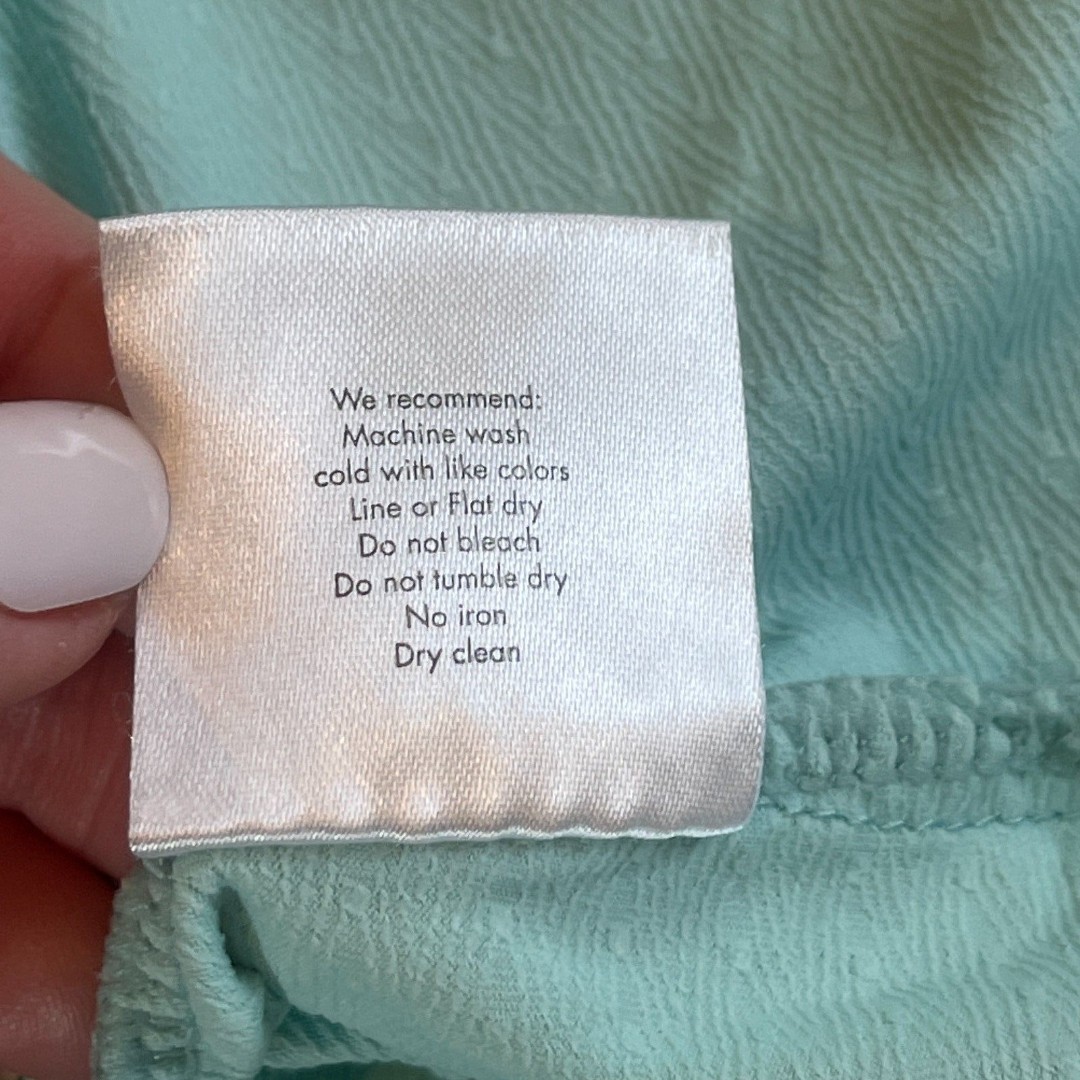 We recommend:
Machine wash
cold with like colors
Line or Flat dry
Do not bleach
Do not tumble dry
No iron
Dry clean